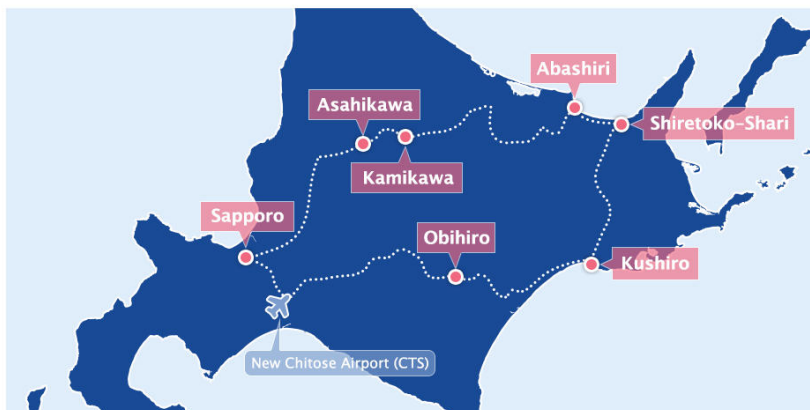 Abashiri
Asahikawa
Shiretoko-Shari
Kamikawa
Sapporo
Obihiro
Kushiro
New Chitose Airport (CTS)